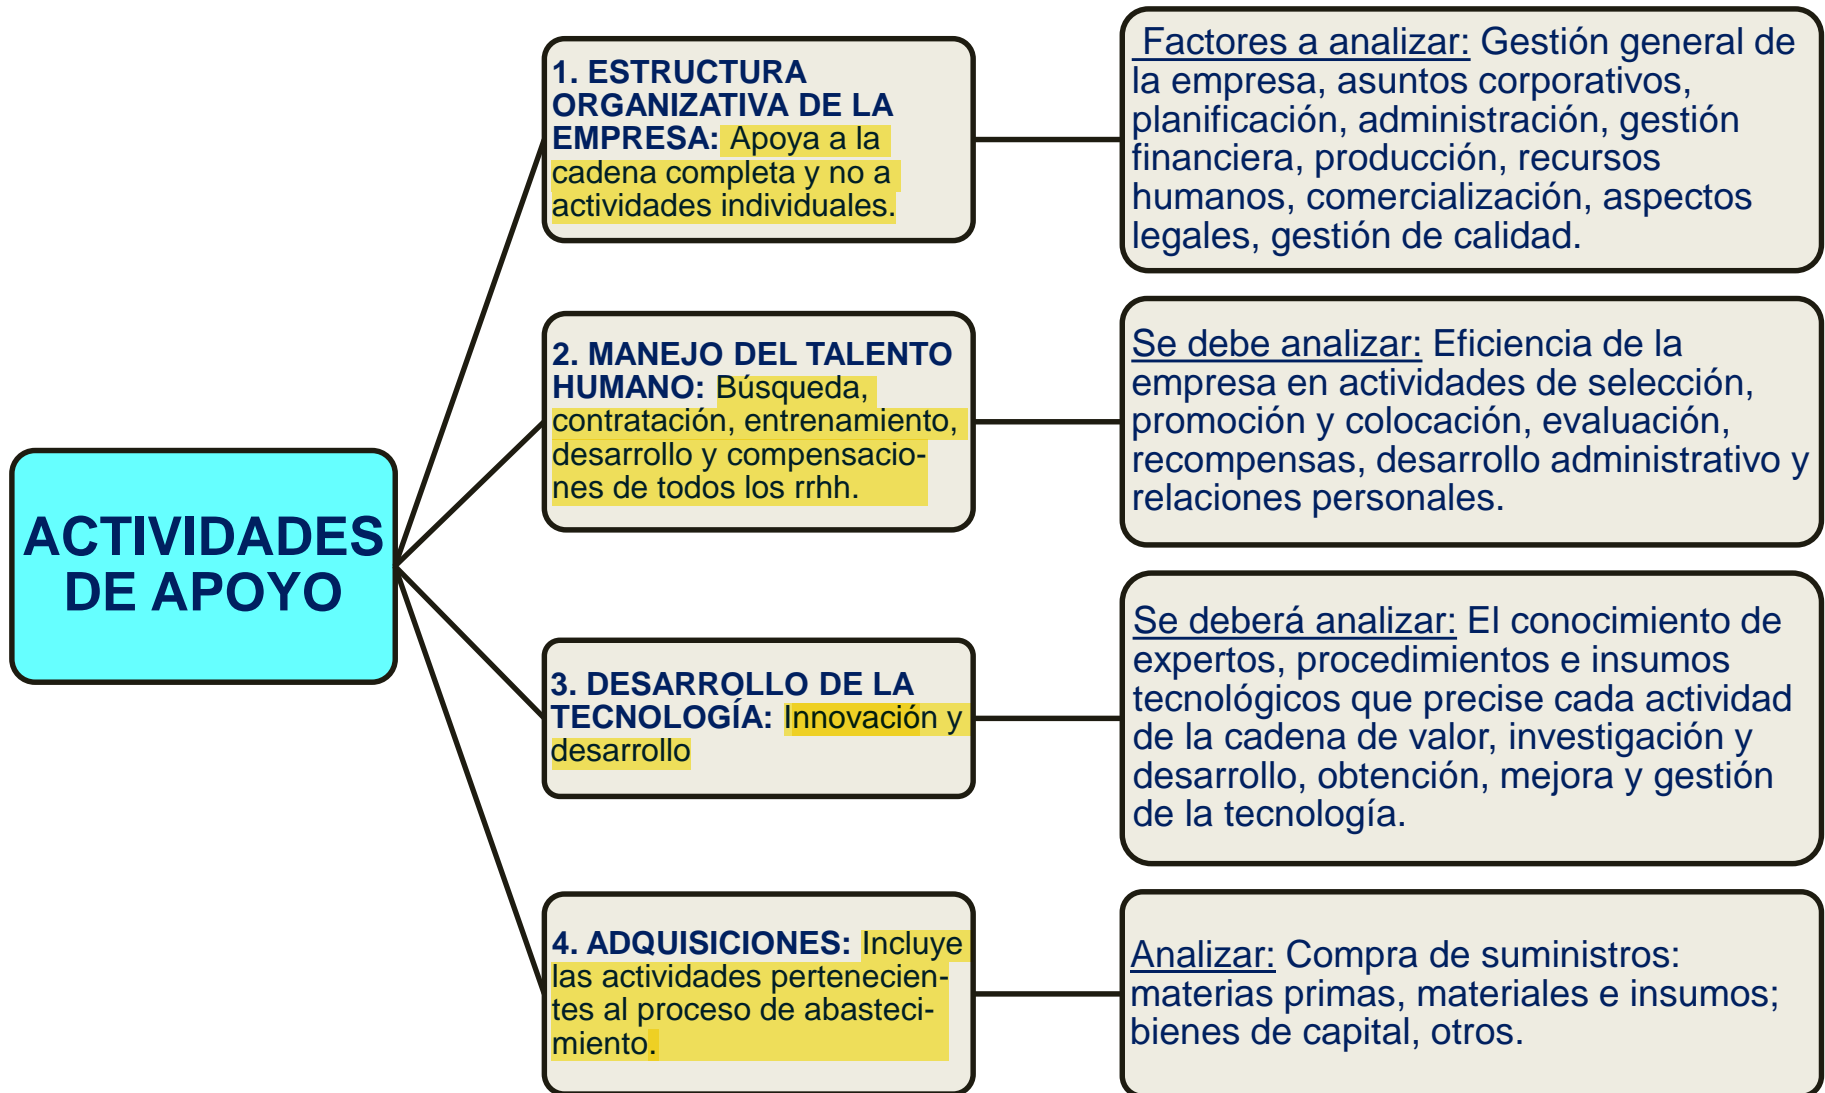 ACTIVIDADES
DE APOYO
1. ESTRUCTURA
ORGANIZATIVA DE LA
EMPRESA: Apoya a la
cadena completa y no a
actividades individuales.
Factores a analizar: Gestión general de
la empresa, asuntos corporativos,
planificación, administración, gestión
financiera, producción, recursos
humanos, comercialización, aspectos
legales, gestión de calidad.
2. MANEJO DEL TALENTO
HUMANO: Búsqueda,
contratación, entrenamiento,
desarrollo y compensacio-
nes de todos los rrhh.
Se debe analizar: Eficiencia de la
empresa en actividades de selección,
promoción y colocación, evaluación,
recompensas, desarrollo administrativo y
relaciones personales.
3. DESARROLLO DE LA
TECNOLOGÍA: Innovación y
desarrollo
Se deberá analizar: El conocimiento de
expertos, procedimientos e insumos
tecnológicos que precise cada actividad
de la cadena de valor, investigación y
desarrollo, obtención, mejora y gestión
de la tecnología.
4. ADQUISICIONES: Incluye
las actividades pertenecien-
tes al proceso de abasteci-
miento.
Analizar: Compra de suministros:
materias primas, materiales e insumos;
bienes de capital, otros.